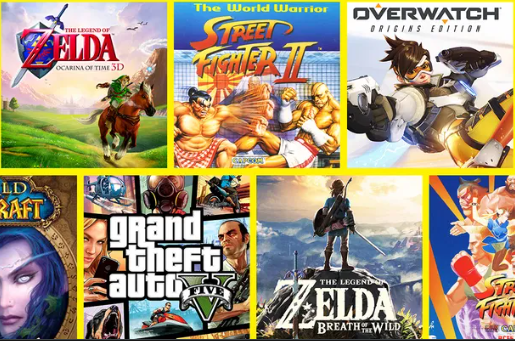 THE LEGEND OF
ZELDA
OCARINA OF TIME 3D
The World Warrior
STREET
FIGHTER II
CAPCOM
OVERWATCH
ORIGINS EDITION
grand
theft
auto
V
FIVE
THE LEGEND OF
ZELDA
BREATH OF THE WILD